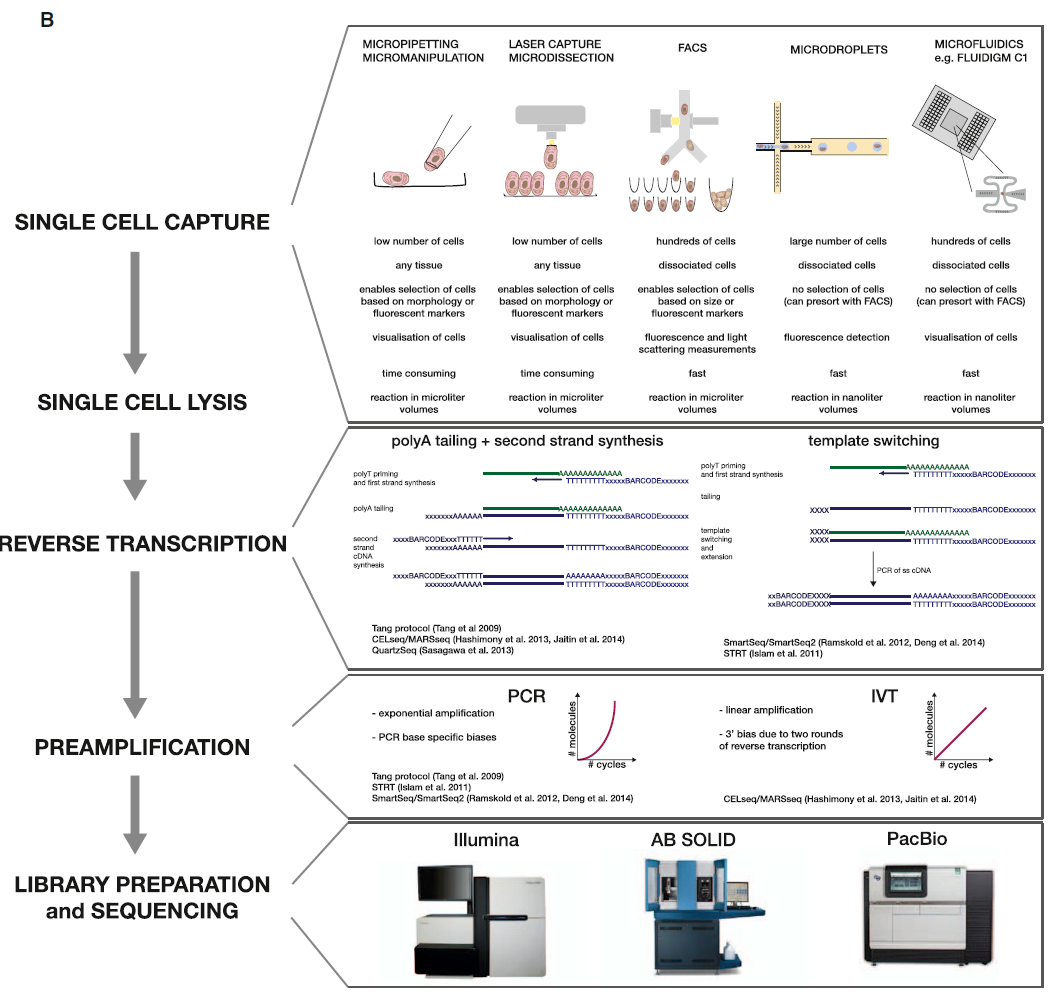 B
MICROPIPETTING
MICROMANIPULATION
LASER CAPTURE
MICRODISSECTION
FACS
MICRODROPLETS
MICROFLUIDICS
e.g. FLUIDIGM C1
SINGLE CELL CAPTURE
low number of cells
low number of cells
hundreds of cells
large number of cells
hundreds of cells
any tissue
any tissue
dissociated cells
dissociated cells
dissociated cells
enables selection of cells
based on morphology or
fluorescent markers
enables selection of cells
based on morphology or
fluorescent markers
enables selection of cells
based on size or
fluorescent markers
no selection of cells
(can presort with FACS)
no selection of cells
(can presort with FACS)
visualisation of cells
visualisation of cells
fluorescence and light
scattering measurements
fluorescence detection
visualisation of cells
time consuming
time consuming
fast
fast
fast
reaction in microliter
volumes
reaction in microliter
volumes
reaction in microliter
volumes
reaction in nanoliter
volumes
reaction in nanoliter
volumes
SINGLE CELL LYSIS
REVERSE TRANSCRIPTION
polyA tailing + second strand synthesis
polyT priming
and first strand synthesis
AAAAAAAAAAAAA
TTTTTTTTTxxxxxBARCODExxxxxxx
polyA tailing
AAAAAAAAAAAAA
xxxxxxxAAAAAA
TTTTTTTTTxxxxxBARCODExxxxxxx
second
strand
cDNA
synthesis
xxxxBARCODExxxTTTTTT
xxxxxxxAAAAAA
TTTTTTTTTxxxxxBARCODExxxxxxx
xxxxBARCODExxxTTTTTT
AAAAAAAAxxxxxBARCODExxxxxxx
xxxxxxxAAAAAA
TTTTTTTTTxxxxxBARCODExxxxxxx
Tang protocol (Tang et al 2009)
CELseq/MARSseq (Hashimony et al. 2013, Jaitin et al. 2014)
QuartzSeq (Sasagawa et al. 2013)
template switching
polyT priming
and first strand synthesis
AAAAAAAAAAAAA
TTTTTTTTTxxxxxBARCODExxxxxxx
tailing
XXXX
TTTTTTTTTxxxxxBARCODExxxxxxx
template
switching
and
extension
XXXX
AAAAAAAAAAAAA
XXXX
TTTTTTTTTxxxxxBARCODExxxxxxx
PCR of ss cDNA
xxBARCODEXXXX
AAAAAAAAxxxxxBARCODExxxxxxx
xxBARCODEXXXX
TTTTTTTTTxxxxxBARCODExxxxxxx
SmartSeq/SmartSeq2 (Ramskold et al. 2012, Deng et al. 2014)
STRT (Islam et al. 2011)
PREAMPLIFICATION
PCR
- exponential amplification
- PCR base specific biases
# molecules
# cycles
Tang protocol (Tang et al. 2009)
STRT (Islam et al. 2011)
SmartSeq/SmartSeq2 (Ramskold et al. 2012, Deng et al. 2014)
IVT
- linear amplification
- 3' bias due to two rounds
of reverse transcription
# molecules
# cycles
CELseq/MARSseq (Hashimony et al. 2013, Jaitin et al. 2014)
LIBRARY PREPARATION
and SEQUENCING
Illumina
AB SOLID
PacBio